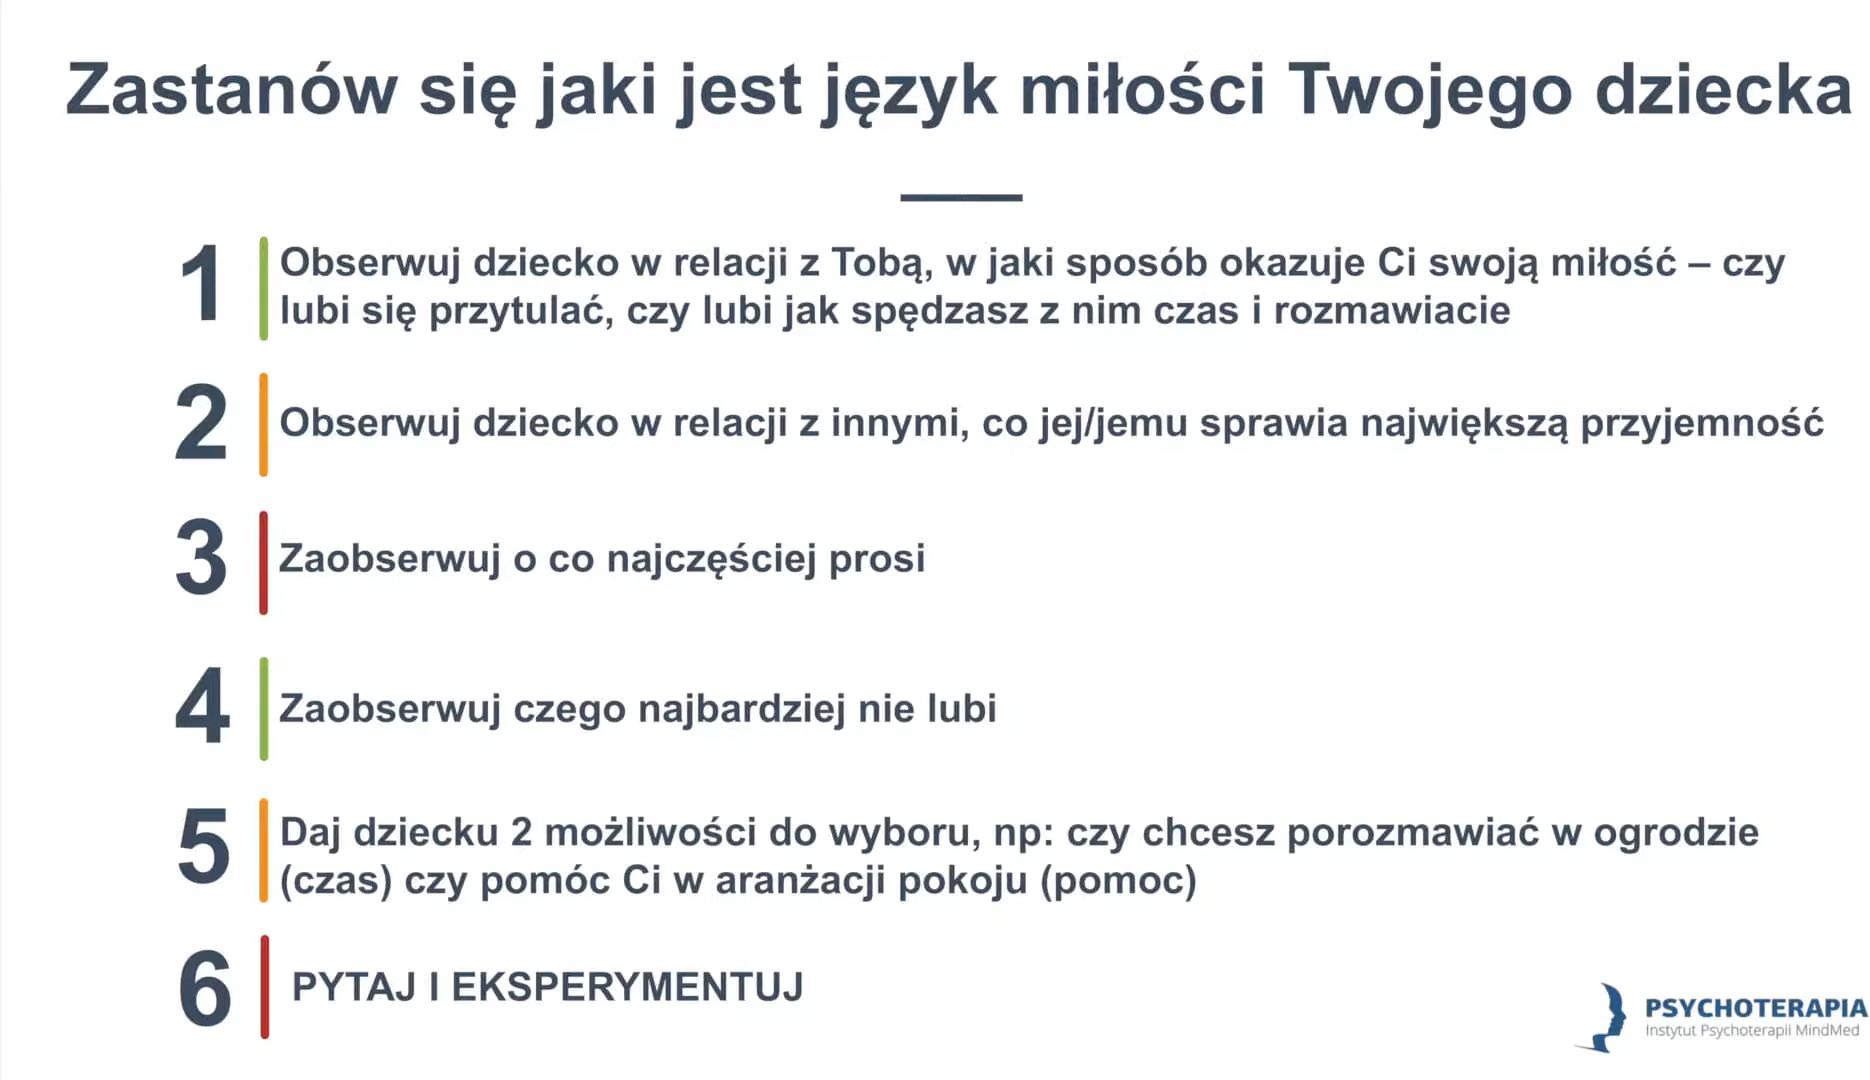 Zastanów się jaki jest język miłości Twojego dziecka
1
Obserwuj dziecko w relacji z Tobą, w jaki sposób okazuje Ci swoją miłość – czy
lubi się przytulać, czy lubi jak spędzasz z nim czas i rozmawiacie
2
Obserwuj dziecko w relacji z innymi, co jej/jemu sprawia największą przyjemność
3
Zaobserwuj o co najczęściej prosi
4
Zaobserwuj czego najbardziej nie lubi
5
Daj dziecku 2 możliwości do wyboru, np: czy chcesz porozmawiać w ogrodzie
(czas) czy pomóc Ci w aranżacji pokoju (pomoc)
6
PYTAJ I EKSPERYMENTUJ
PSYCHOTERAPIA
Instytut Psychoterapii MindMed